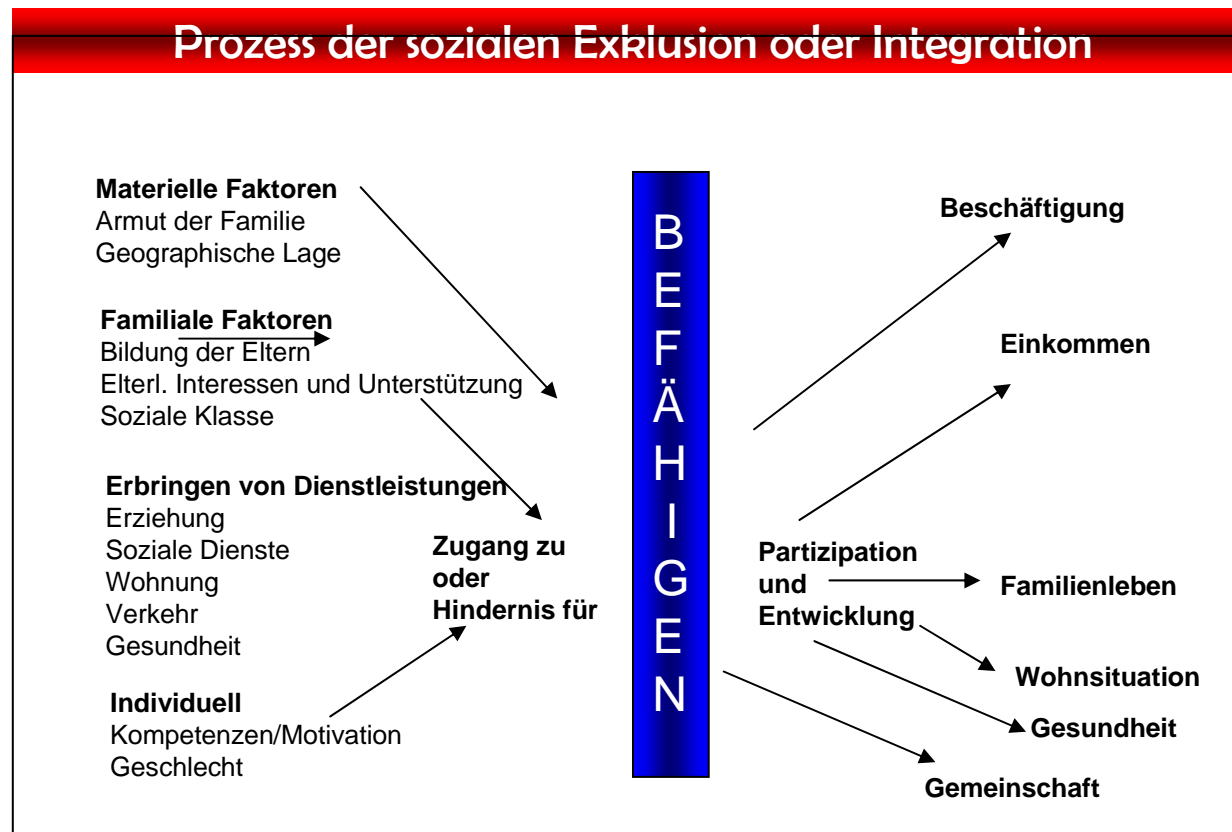 Prozess der sozialen Exklusion oder Integration
Materielle Faktoren
Armut der Familie
Geographische Lage
Familiale Faktoren
Bildung der Eltern
Elterl. Interessen und Unterstützung
Soziale Klasse
Erbringen von Dienstleistungen
Erziehung
Soziale Dienste
Wohnung
Verkehr
Gesundheit
Individuell
Kompetenzen/Motivation
Geschlecht
Zugang zu
oder
Hindernis für
B
E
F
Ä
H
I
G
E
N
Partizipation
und
Entwicklung
Beschäftigung
Einkommen
Familienleben
Wohnsituation
Gesundheit
Gemeinschaft